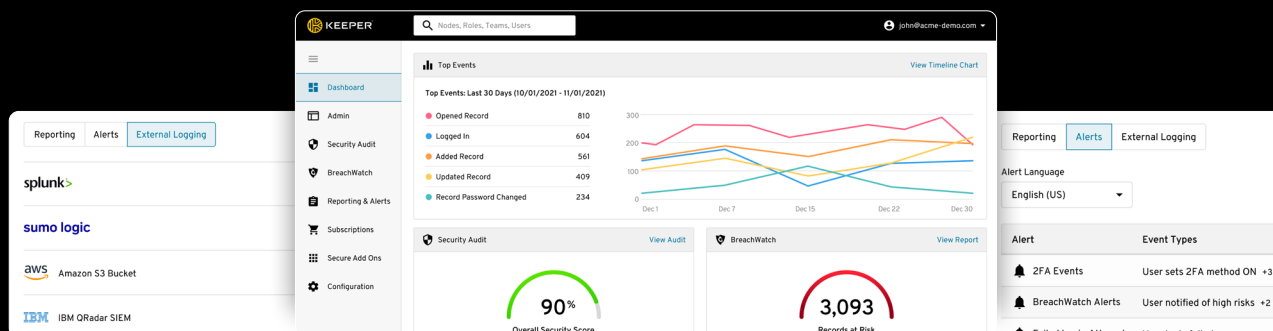 KEEPER
Nodes, Roles, Teams, Users
john@acme-demo.com
Reporting Alerts External Logging
splunk>
sumo logic
aws Amazon S3 Bucket
IBM IBM QRadar SIEM
Dashboard
Admin
Security Audit
BreachWatch
Reporting & Alerts
Subscriptions
Secure Add Ons
Configuration
Top Events View Timeline Chart
Top Events: Last 30 Days (10/01/2021 - 11/01/2021)
Opened Record 810
Logged In 604
Added Record 561
Updated Record 409
Record Password Changed 234
300
200
100
0
Dec 1 Dec 7 Dec 15 Dec 22 Dec 30
Security Audit View Audit
90%
Overall Security Score
BreachWatch View Report
3,093
Records at Risk
Reporting Alerts External Logging
Alert Language
English (US)
Alert Event Types
2FA Events User sets 2FA method ON +3
BreachWatch Alerts User notified of high risks +2